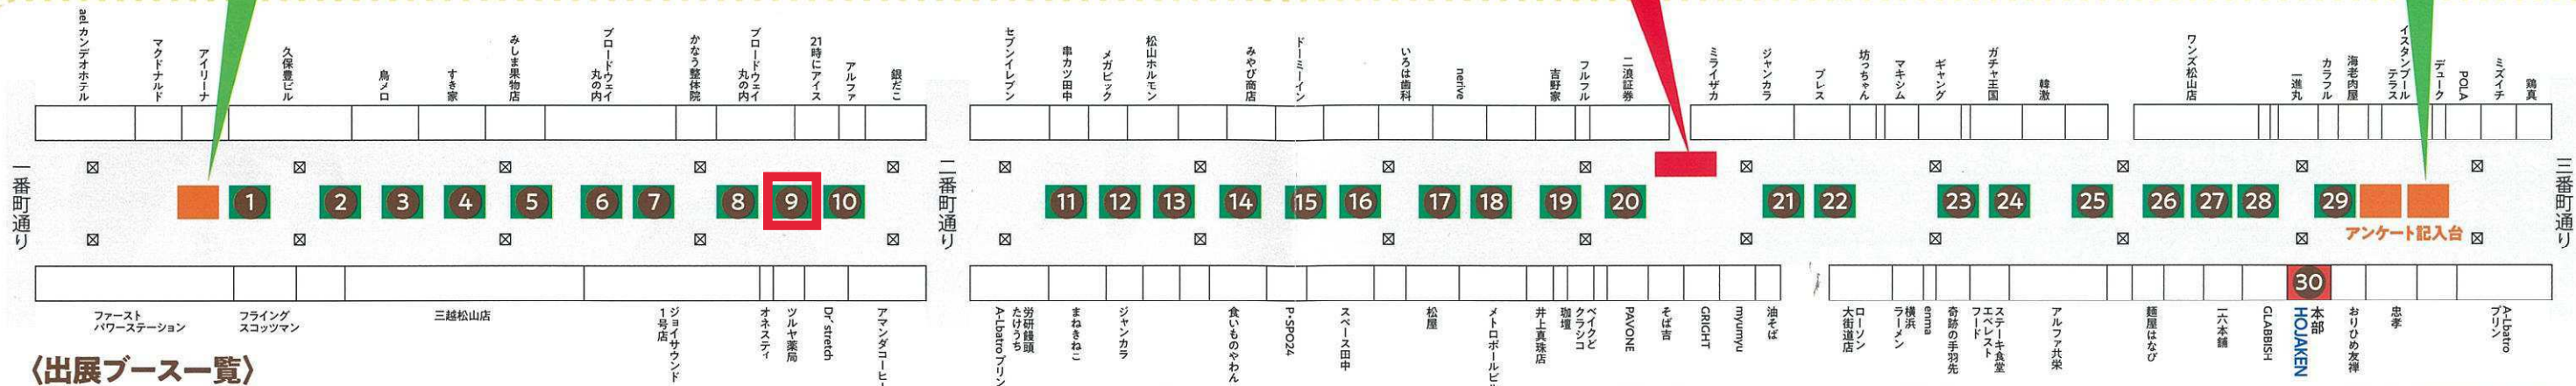 aelカンデオホテル
マクドナルド
アイリーナ
久保豊ビル
鳥メロ
すき家
みしま果物店
ブロードウェイ
丸の内
かなう整体院
ブロードウェイ
丸の内
21時にアイス
アルファ
銀だこ
セブンイレブン
串カツ田中
メガビック
松山ホルモン
みやび商店
ドーミーイン
いろは歯科
nerive
吉野家
フルフル
二浪証券
ミライザカ
ジャンカラ
ブレス
坊っちゃん
マキシム
ギャング
ガチャ王国
韓激
ワンズ松山店
一進丸
カラフル
海老肉屋
イスタンブール
テラス
デューク
POLA
ミズイチ
鶏真
一番町通り
1
2
3
4
5
6
7
8
9
10
二番町通り
11
12
13
14
15
16
17
18
19
20
21
22
23
24
25
26
27
28
29
アンケート記入台
三番町通り
30
ファースト
パワーステーション
フライング
スコッツマン
三越松山店
ジョイサウンド
1号店
オネスティ
ツルヤ薬局
Dr' stretch
アマンダコーヒー
労研饅頭
たけうち
A-Lbatroプリン
まねきねこ
ジャンカラ
食いものやわん
P-SPO24
スペース田中
松屋
メトロポールビル
井上真珠店
珈壇
クラシコ
ベイクど
PAVONE
そば吉
GRIGHT
myumyu
油そば
ローソン
大街道店
横浜
ラーメン
enma
奇跡の手羽先
ステーキ食堂
エベレスト
フード
アルファ共栄
麺屋はなび
一六本舗
GLABBISH
本部
HOJAKEN
おりひめ友禅
忠孝
A-Lbatro
プリン
〈出展ブース一覧〉